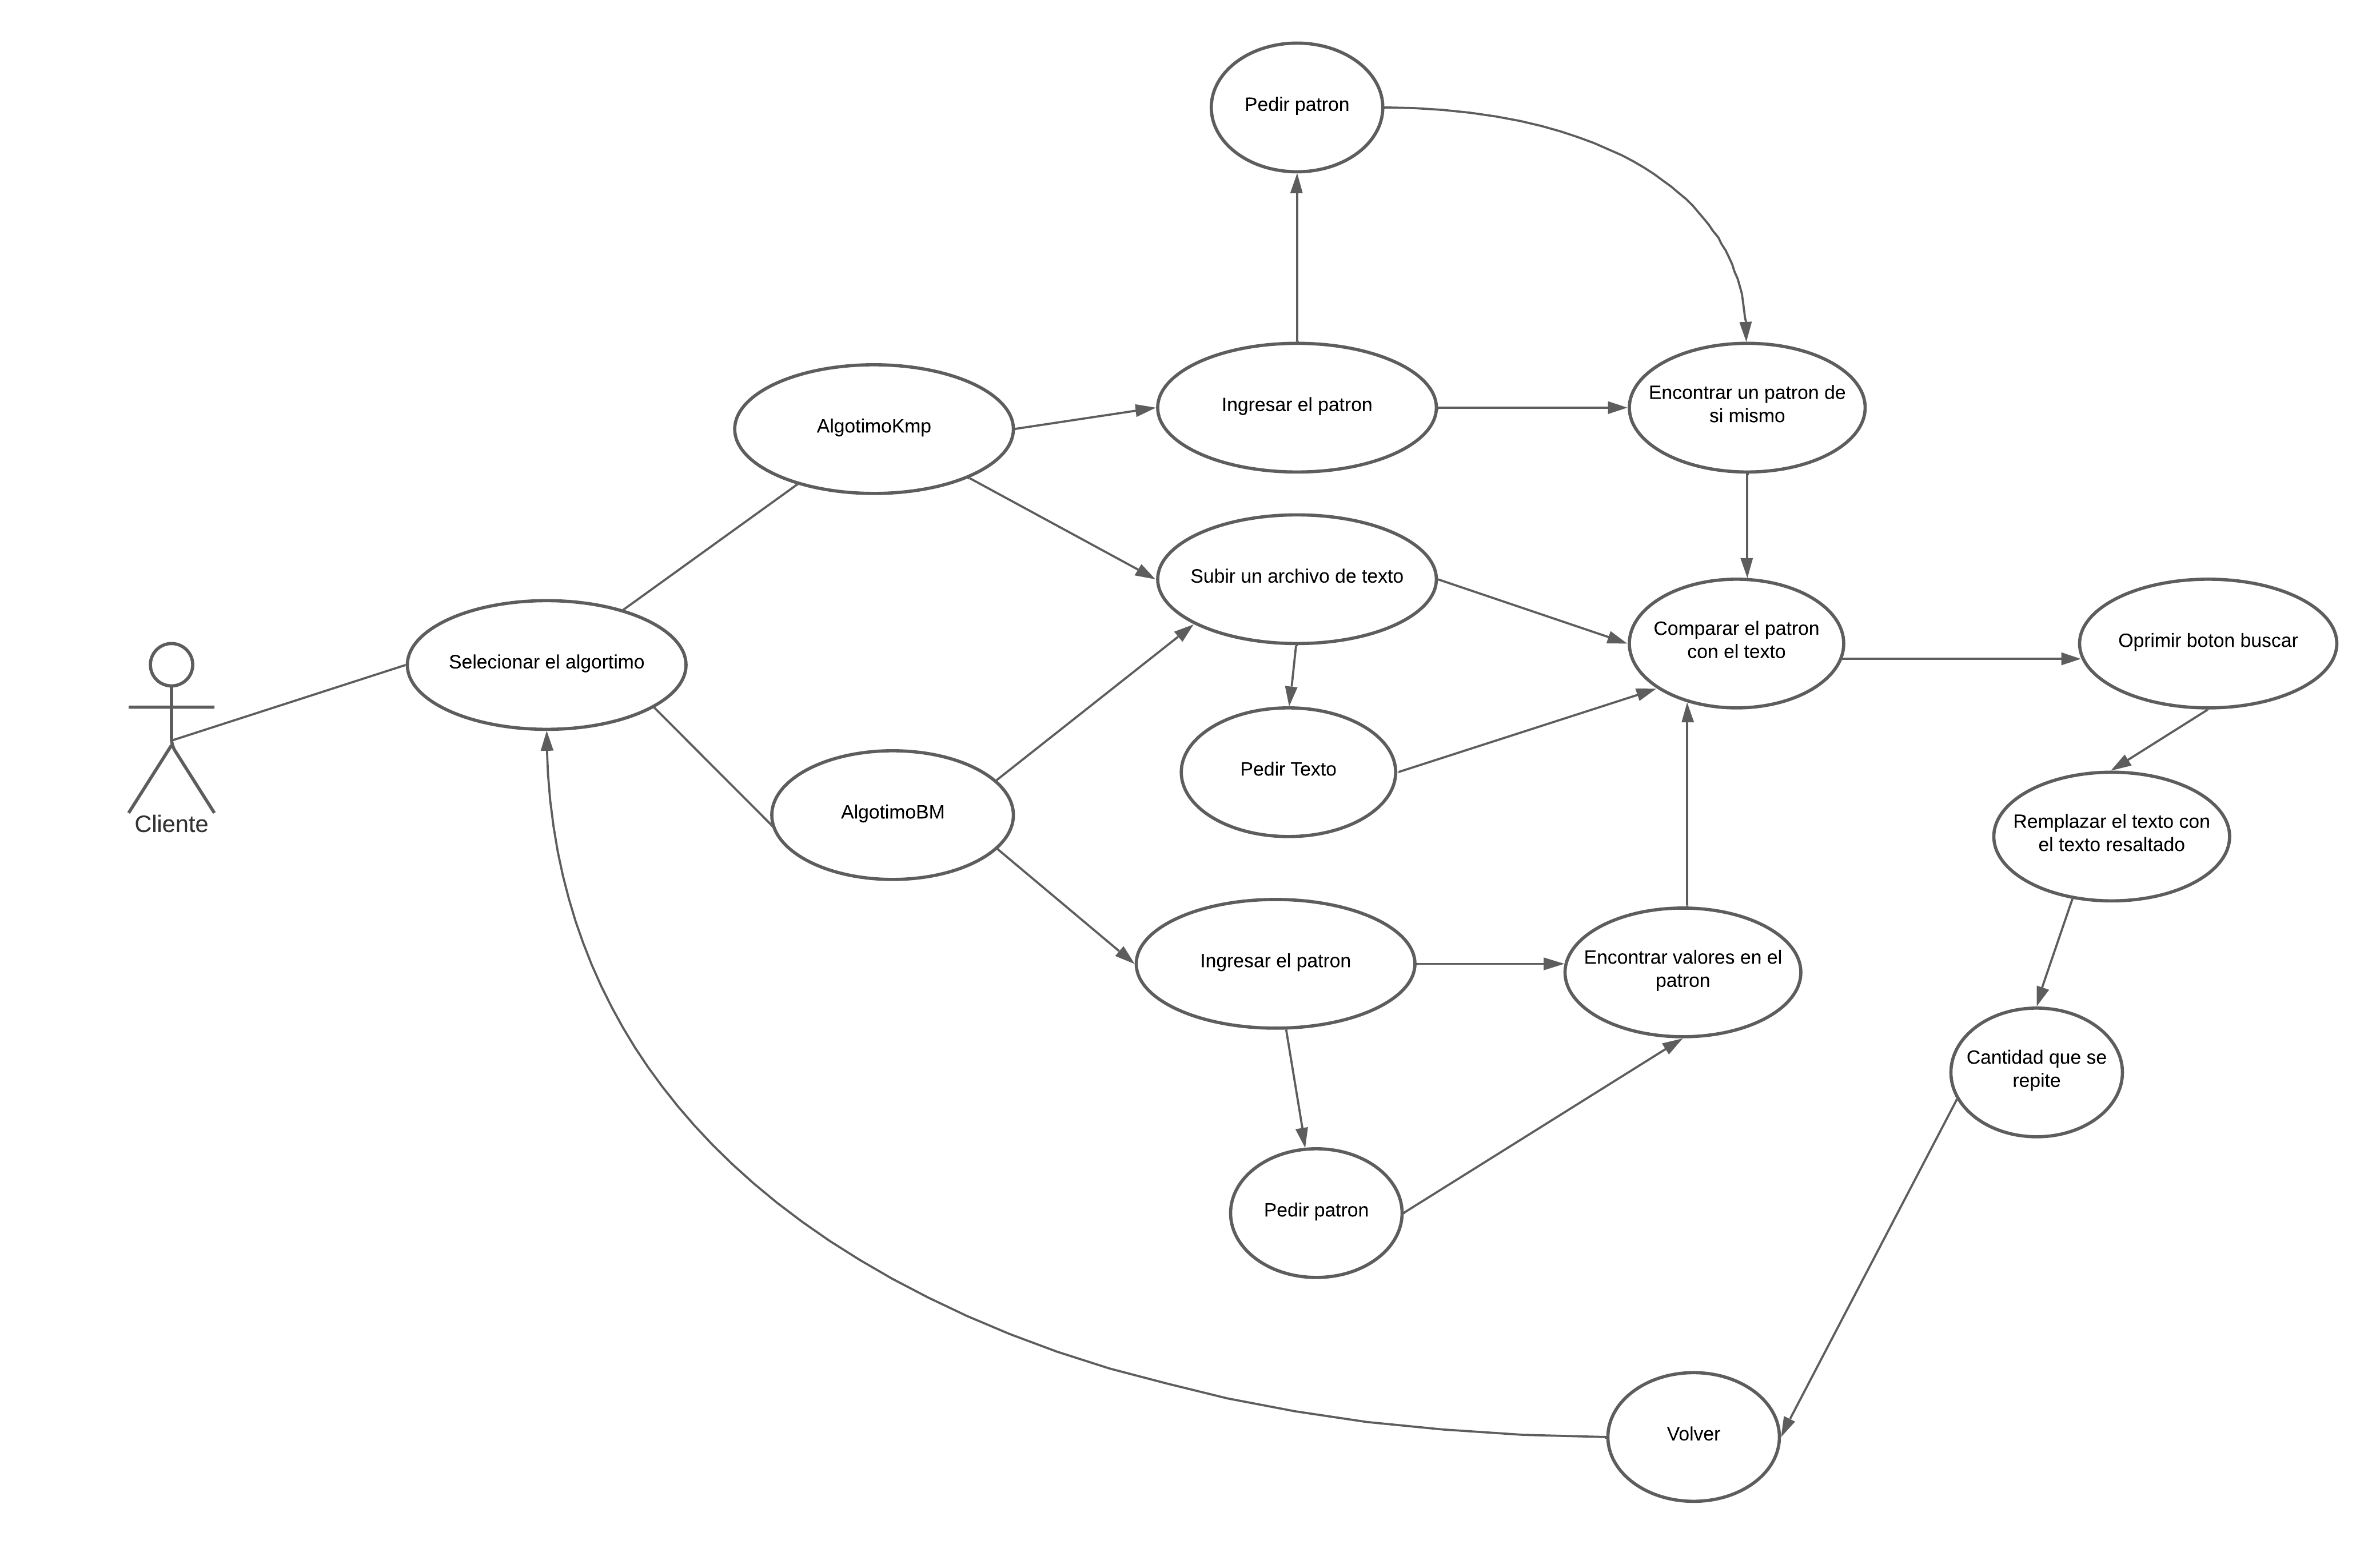 Pedir patron
Encontrar un patron de
si mismo
Ingresar el patron
AlgotimoKmp
Subir un archivo de texto
Comparar el patron
con el texto
Oprimir boton buscar
Selecionar el algortimo
Pedir Texto
AlgotimoBM
Cliente
Remplazar el texto con
el texto resaltado
Ingresar el patron
Encontrar valores en el
patron
Cantidad que se
repite
Pedir patron
Volver